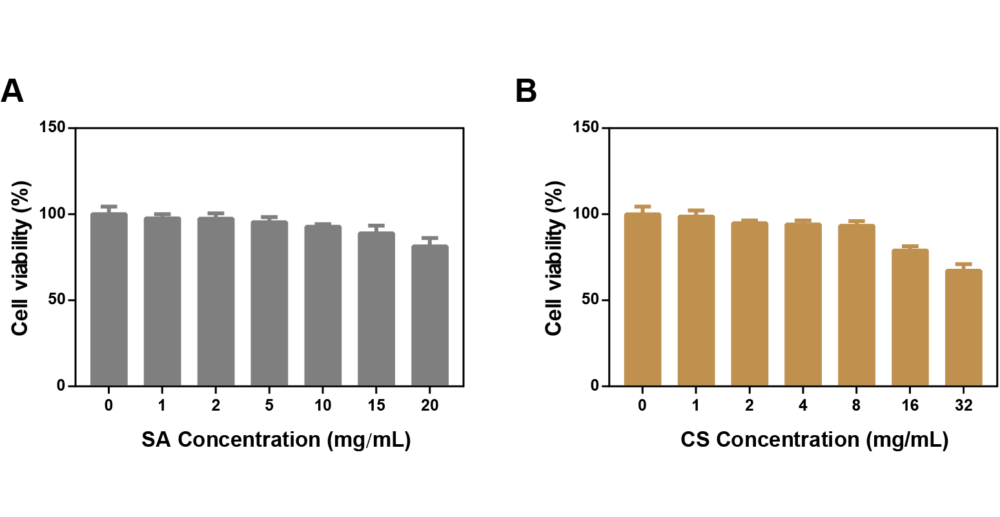 A
150
100
50
0
Cell viability (%)
0 1 2 5 10 15 20
SA Concentration (mg/mL)
B
150
100
50
0
Cell viability (%)
0 1 2 4 8 16 32
CS Concentration (mg/mL)